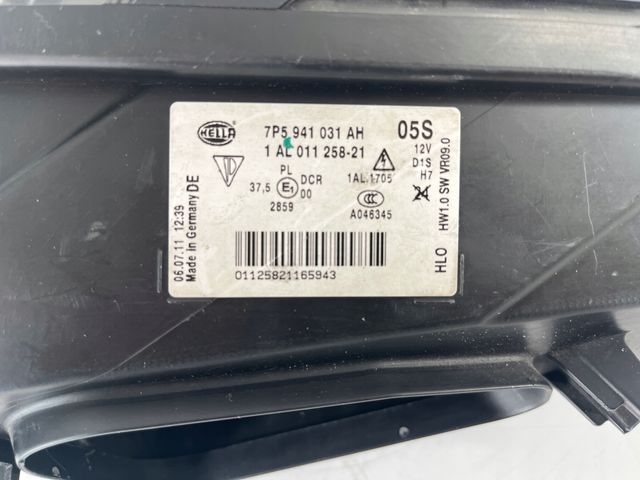 HELLA
7P5 941 031 AH
05S
1 AL 011 258-21
12V
D1S
H7
PL
37,5 E1 DCR
00
2859
1AL.1705
CCC
A046345
01125821165943
06.07.11 12:39
Made in Germany DE
HLO HW1.0 SW VR09.0